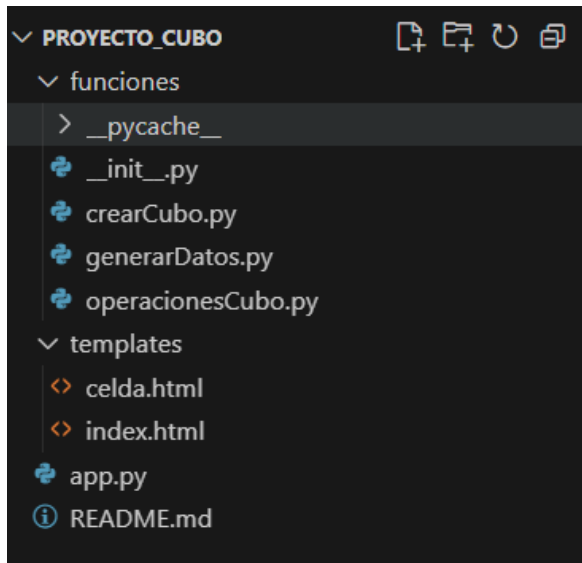 PROYECTO_CUBO
funciones
__pycache__
__init__.py
crearCubo.py
generarDatos.py
operacionesCubo.py
templates
celda.html
index.html
app.py
README.md